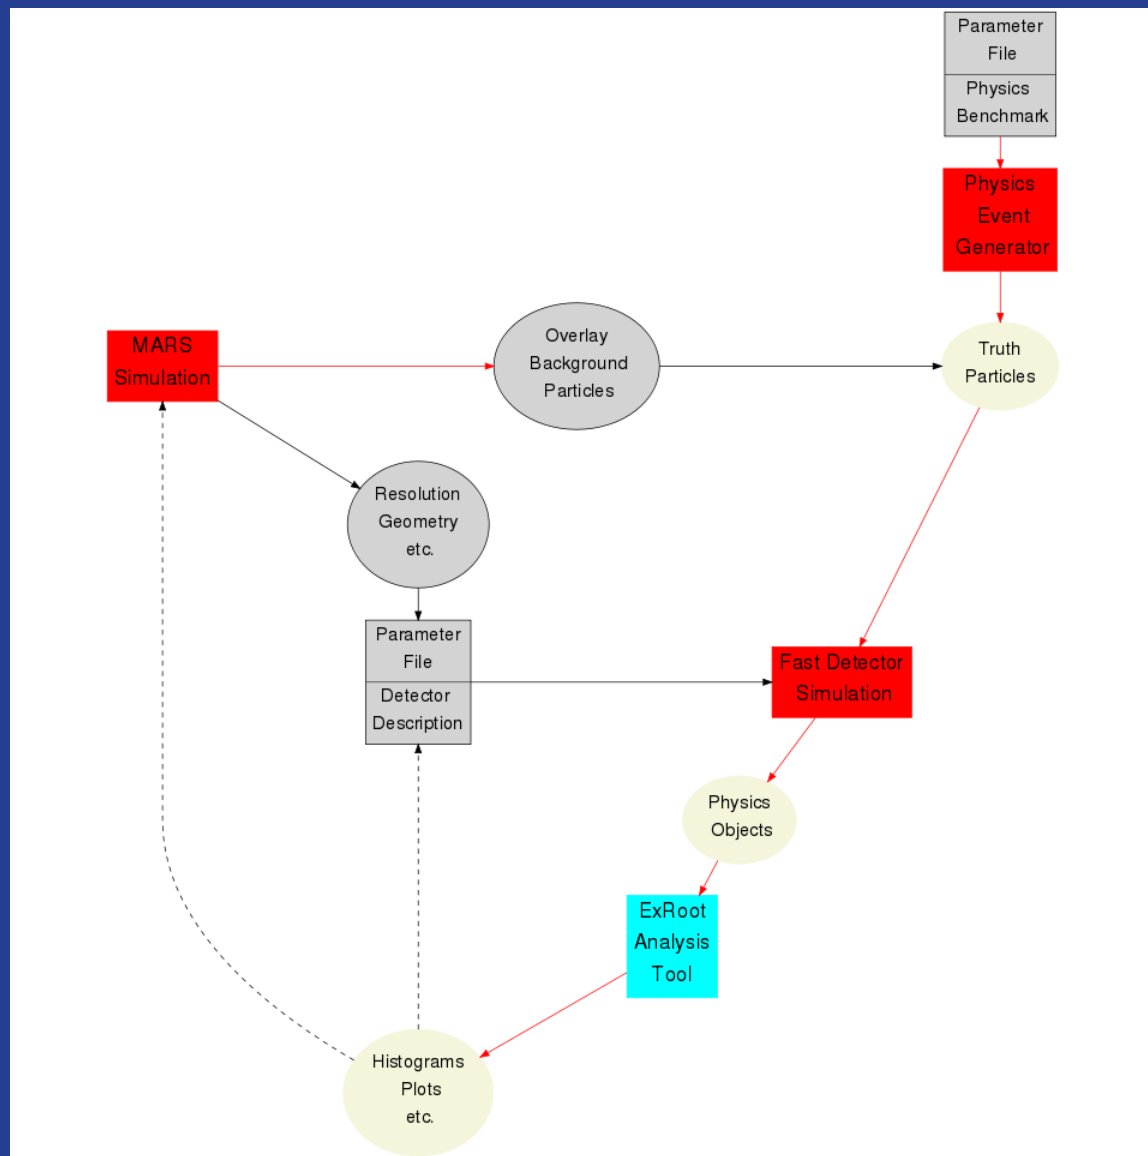 Parameter
File
Physics
Benchmark
Physics
Event
Generator
MARS
Simulation
Overlay
Background
Particles
Truth
Particles
Resolution
Geometry
etc.
Parameter
File
Detector
Description
Fast Detector
Simulation
Physics
Objects
ExRoot
Analysis
Tool
Histograms
Plots
etc.